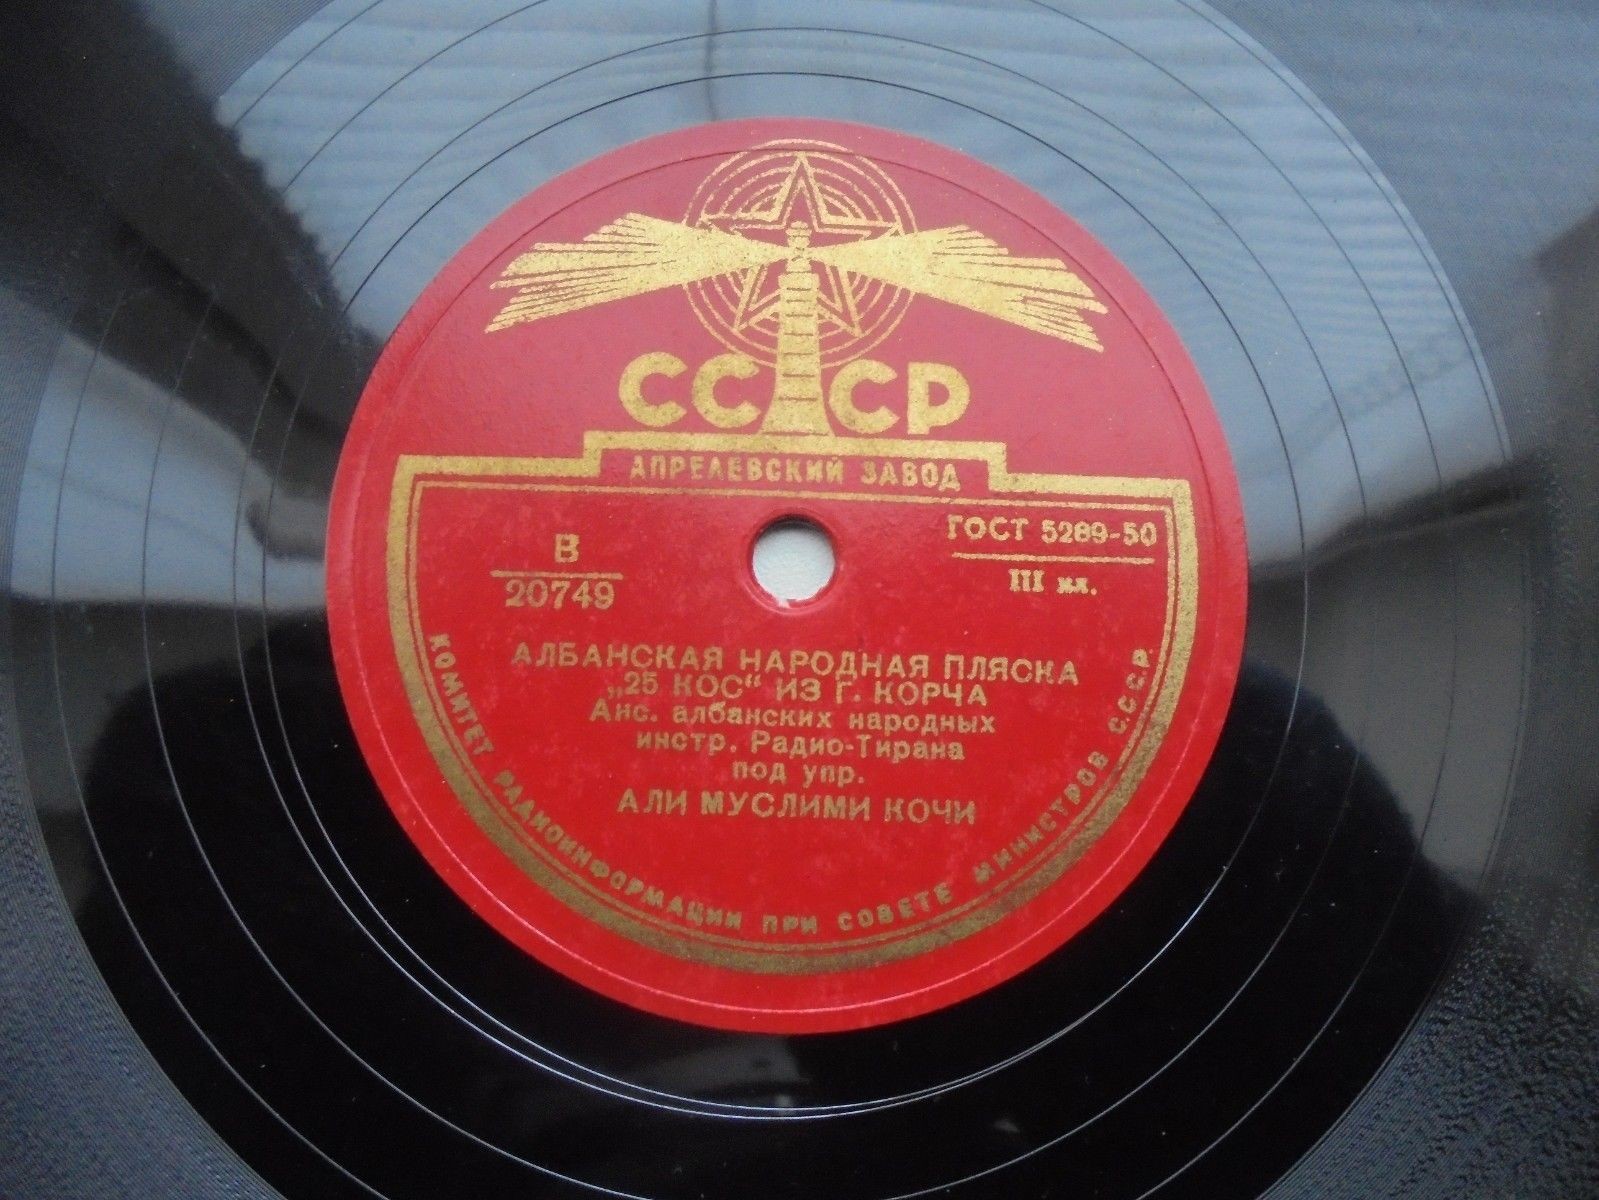 СССР
АПРЕЛЕВСКИЙ ЗАВОД
ГОСТ 5289-50
III кл.
В
20749
АЛБАНСКАЯ НАРОДНАЯ ПЛЯСКА
„25 КОС“ ИЗ Г. КОРЧА
Анс. албанских народных
инстр. Радио-Тирана
под упр.
АЛИ МУСЛИМИ КОЧИ
КОМИТЕТ РАДИОИНФОРМАЦИИ ПРИ СОВЕТЕ МИНИСТРОВ С.С.С.Р.